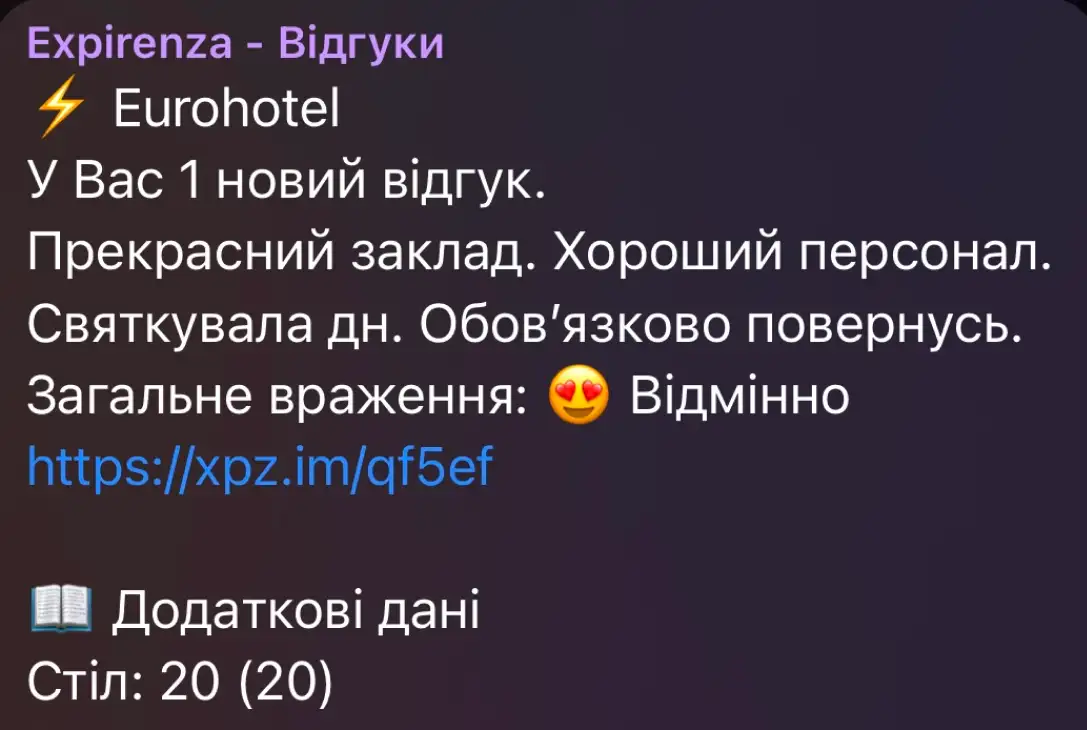 Expirenza - Відгуки
⚡ Eurohotel
У Вас 1 новий відгук.
Прекрасний заклад. Хороший персонал.
Святкувала дн. Обов’язково повернусь.
Загальне враження: 😍 Відмінно
https://xpz.im/qf5ef
📖 Додаткові дані
Стіл: 20 (20)